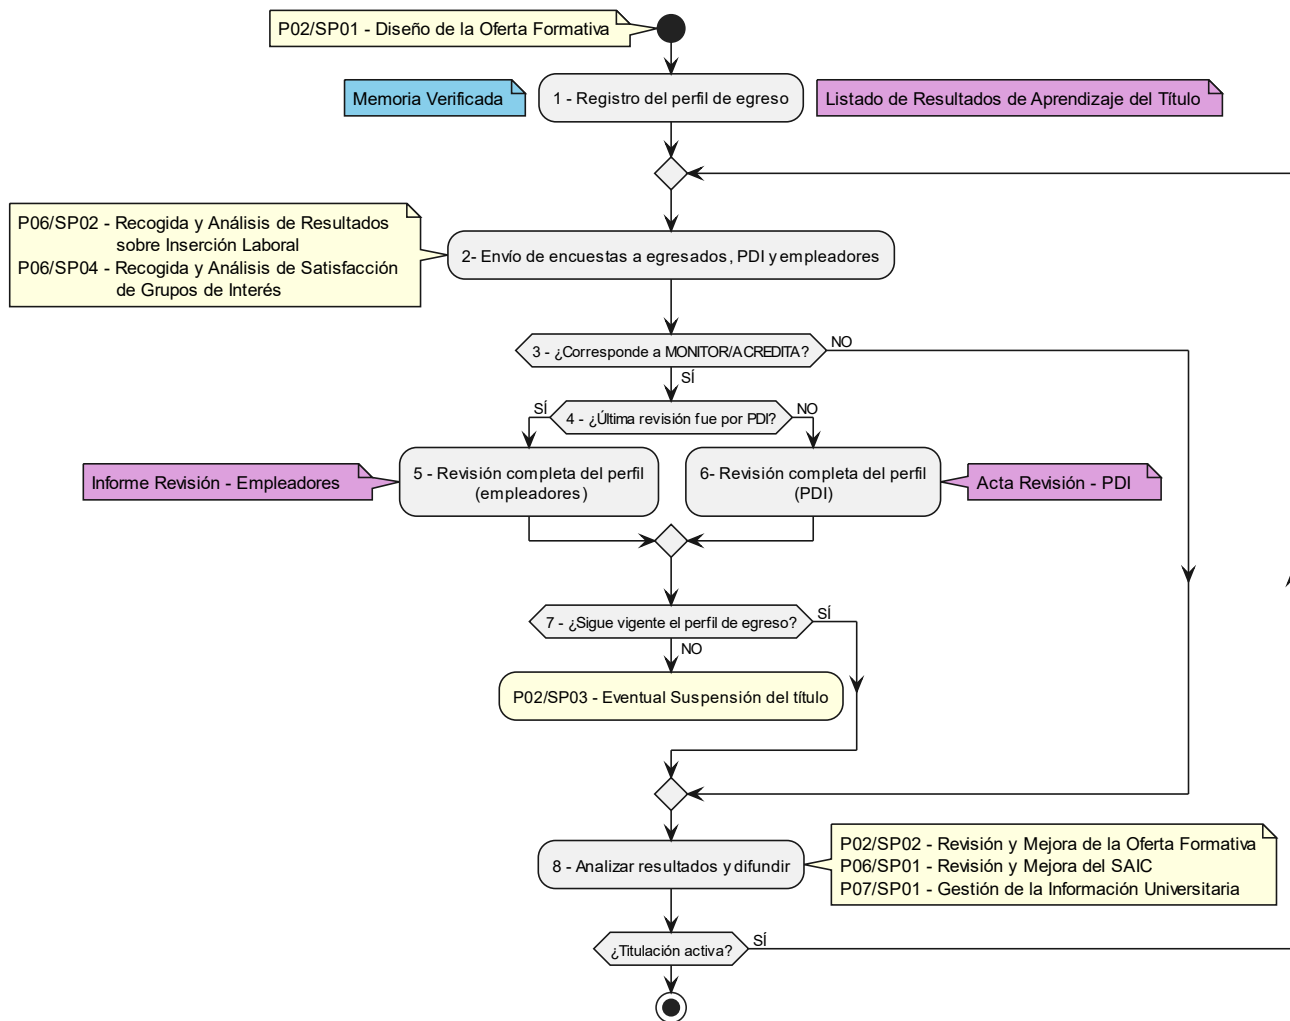 P02/SP01 - Diseño de la Oferta Formativa
Memoria Verificada
1 - Registro del perfil de egreso
Listado de Resultados de Aprendizaje del Título
P06/SP02 - Recogida y Análisis de Resultados
sobre Inserción Laboral
P06/SP04 - Recogida y Análisis de Satisfacción
de Grupos de Interés
2- Envío de encuestas a egresados, PDI y empleadores
3 - ¿Corresponde a MONITOR/ACREDITA?
NO
SÍ
4 - ¿Última revisión fue por PDI?
SÍ
NO
Informe Revisión - Empleadores
5 - Revisión completa del perfil
(empleadores)
6- Revisión completa del perfil
(PDI)
Acta Revisión - PDI
7 - ¿Sigue vigente el perfil de egreso?
SÍ
NO
P02/SP03 - Eventual Suspensión del título
8 - Analizar resultados y difundir
P02/SP02 - Revisión y Mejora de la Oferta Formativa
P06/SP01 - Revisión y Mejora del SAIC
P07/SP01 - Gestión de la Información Universitaria
¿Titulación activa?
SÍ